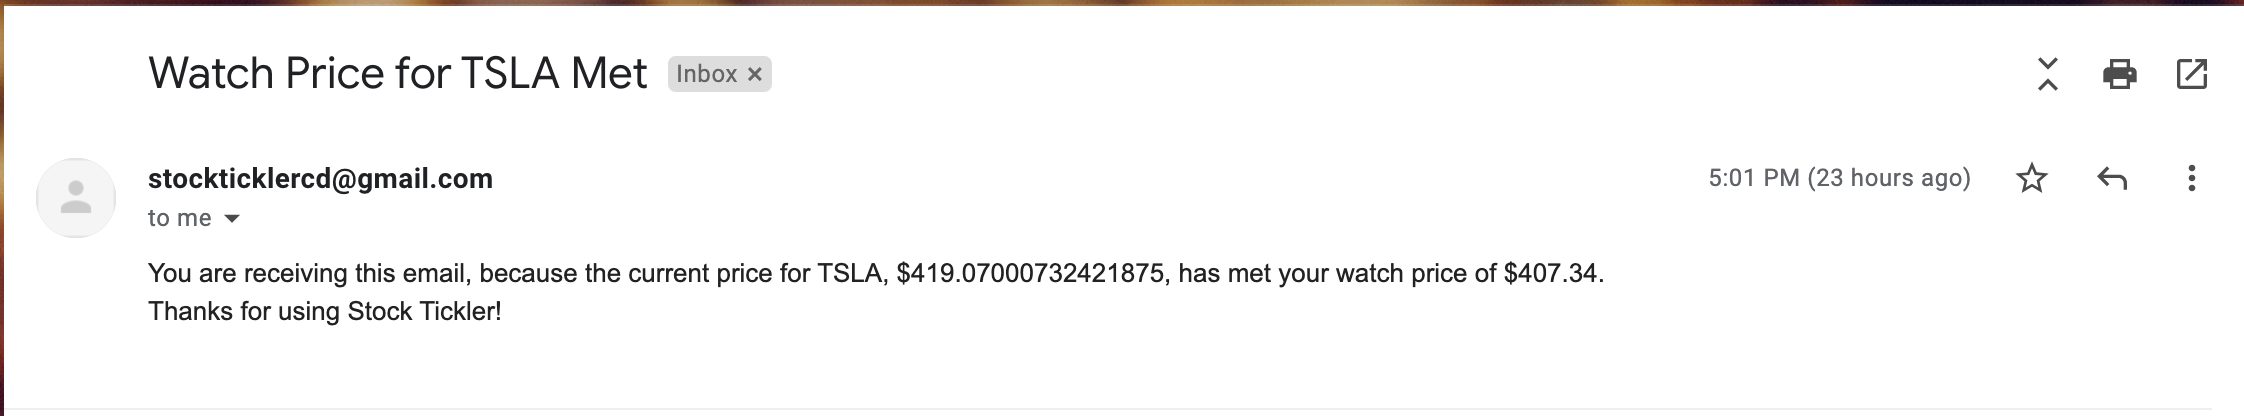 Watch Price for TSLA Met Inbox ×
stockticklercd@gmail.com 5:01 PM (23 hours ago)
to me
You are receiving this email, because the current price for TSLA, $419.07000732421875, has met your watch price of $407.34.
Thanks for using Stock Tickler!